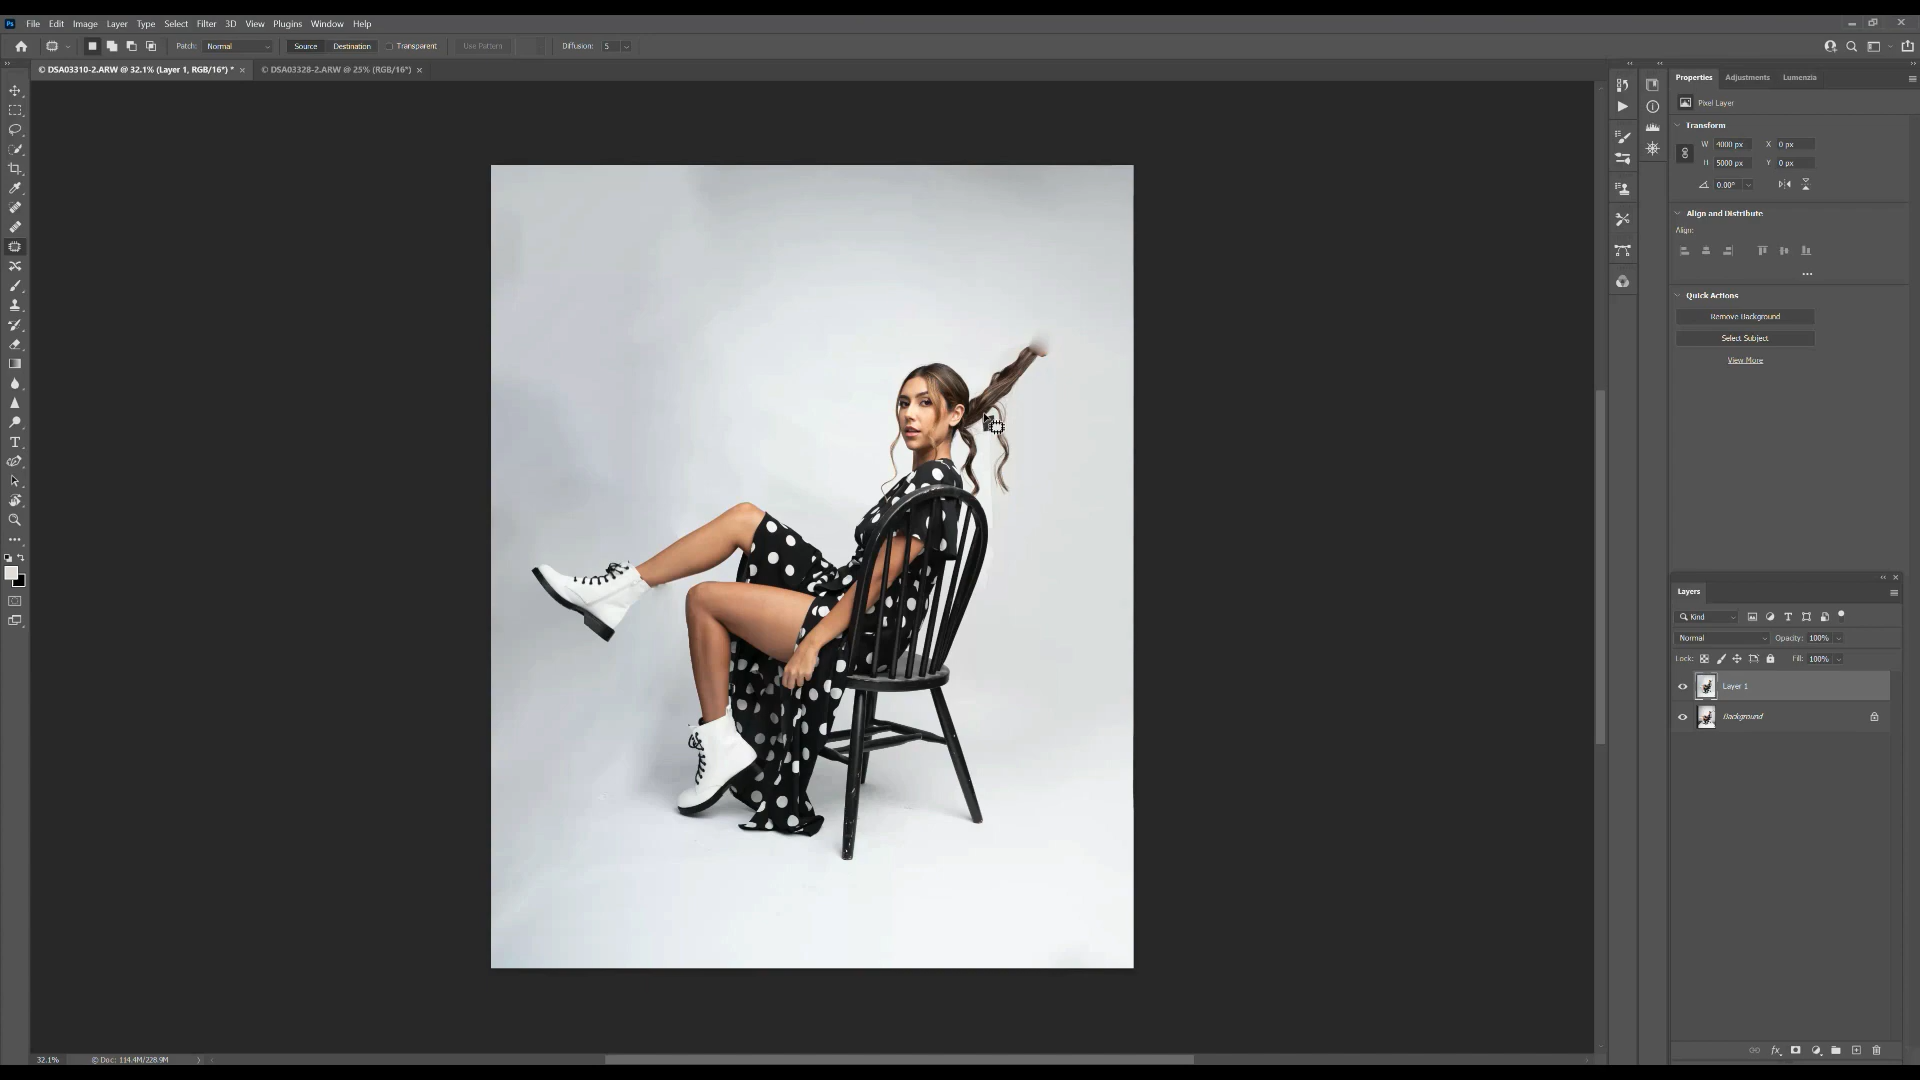 Ps File Edit Image Layer Type Select Filter 3D View Plugins Window Help
Patch: Normal Source Destination Transparent Use Pattern Diffusion: 5
© DSA03310-2.ARW @ 32.1% (Layer 1, RGB/16*) * × © DSA03328-2.ARW @ 25% (RGB/16*) ×
Properties Adjustments Lumenzia
Pixel Layer
Transform
W 4000 px X 0 px
H 5000 px Y 0 px
0.00°
Align and Distribute
Align:
Quick Actions
Remove Background
Select Subject
View More
Layers
Kind
Normal Opacity: 100%
Lock: Fill: 100%
Layer 1
Background
32.1% © Doc: 114.4M/228.9M